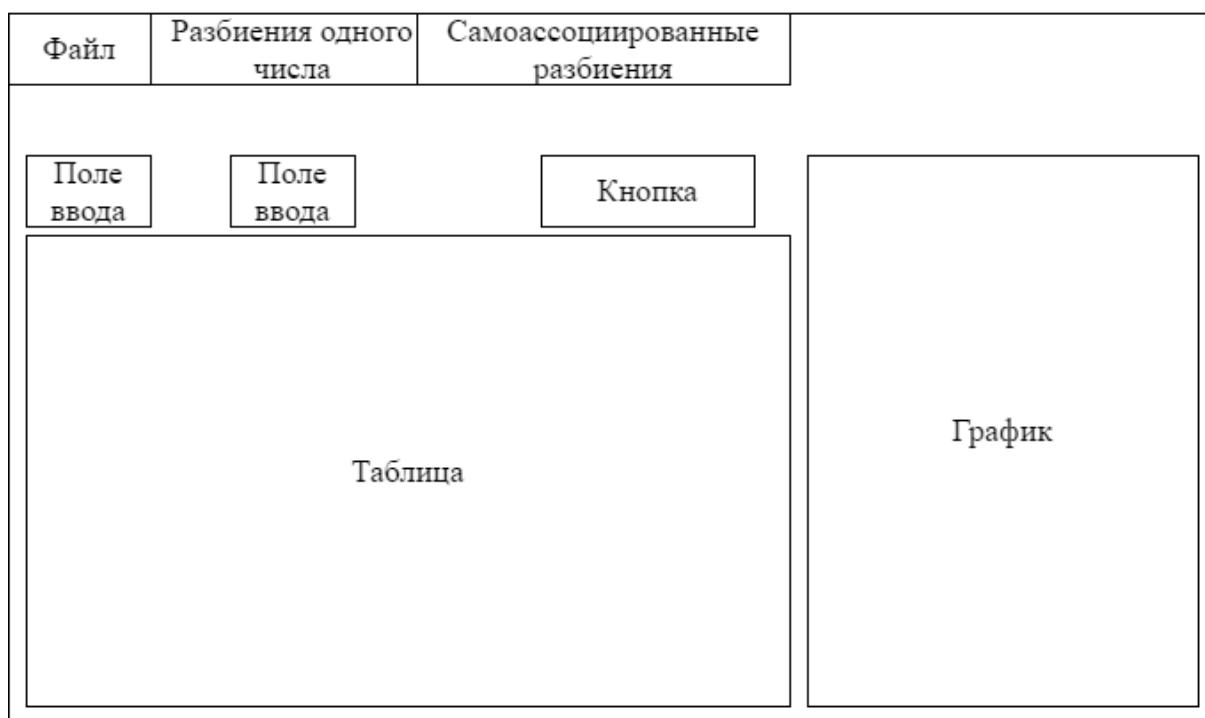 Файл
Разбиения одного
числа
Самоассоциированные
разбиения
Поле
ввода
Поле
ввода
Кнопка
Таблица
График